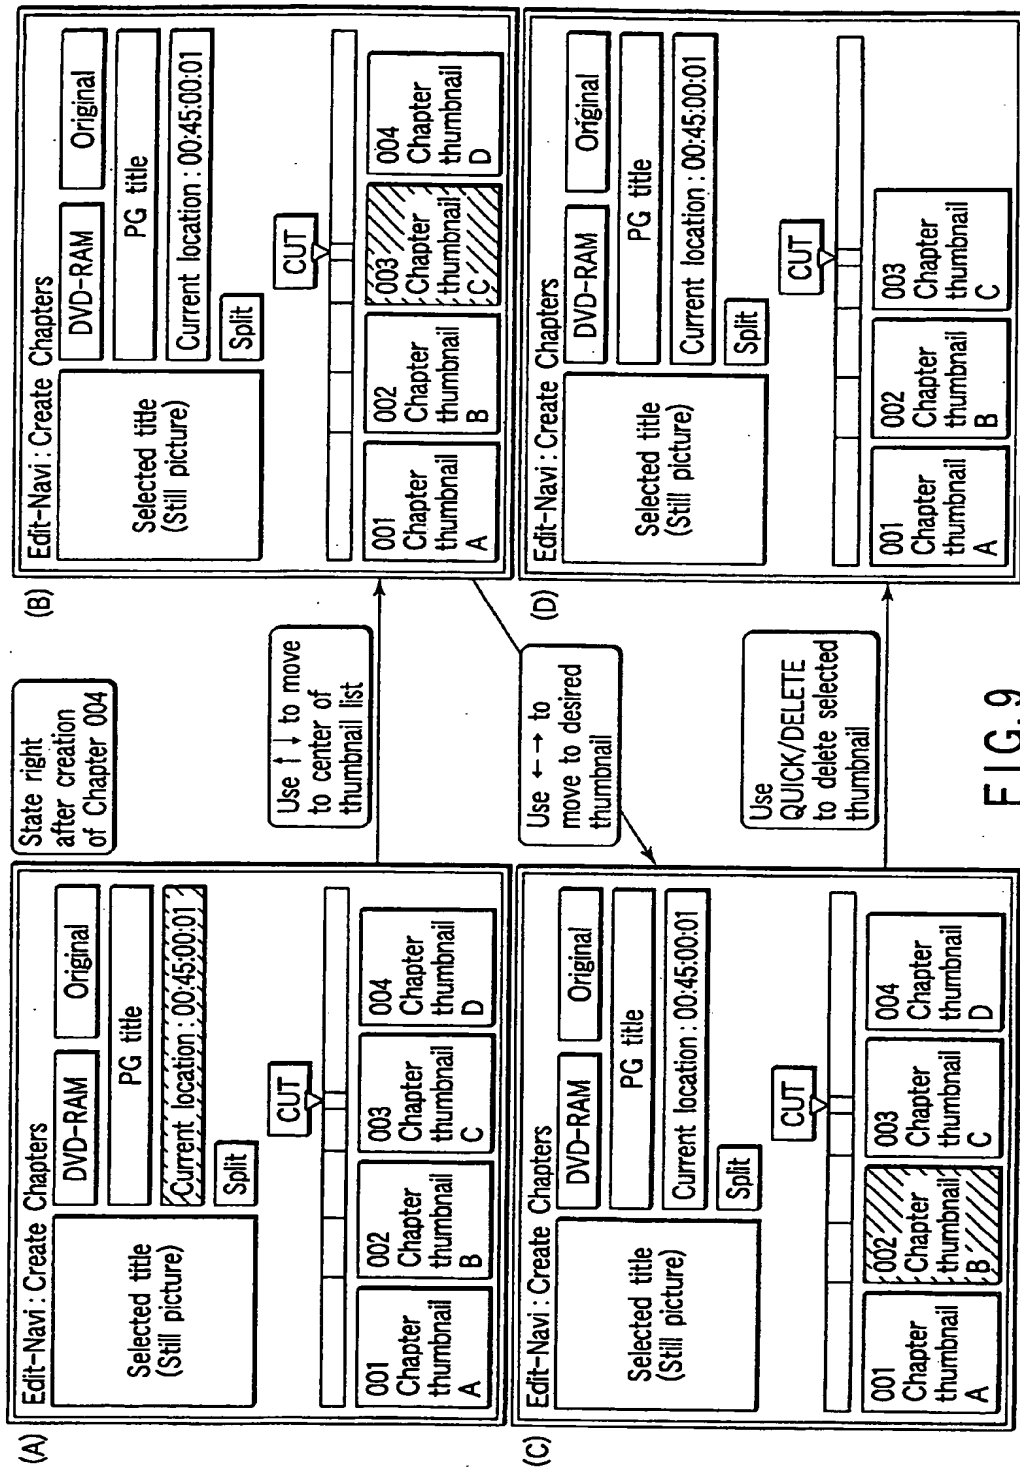 (A)
Edit-Navi : Create Chapters
Selected title
(Still picture)
DVD-RAM
Original
PG title
Current location : 00:45:00:01
Split
CUT
001
Chapter
thumbnail
A
002
Chapter
thumbnail
B
003
Chapter
thumbnail
C
004
Chapter
thumbnail
D
State right
after creation
of Chapter 004
Use ↑ ↓ to move
to center of
thumbnail list
(B)
Edit-Navi : Create Chapters
Selected title
(Still picture)
DVD-RAM
Original
PG title
Current location : 00:45:00:01
Split
CUT
001
Chapter
thumbnail
A
002
Chapter
thumbnail
B
003
Chapter
thumbnail
C
004
Chapter
thumbnail
D
Use ← → to
move to desired
thumbnail
(C)
Edit-Navi : Create Chapters
Selected title
(Still picture)
DVD-RAM
Original
PG title
Current location : 00:45:00:01
Split
CUT
001
Chapter
thumbnail
A
002
Chapter
thumbnail
B
003
Chapter
thumbnail
C
004
Chapter
thumbnail
D
Use
QUICK/DELETE
to delete selected
thumbnail
(D)
Edit-Navi : Create Chapters
Selected title
(Still picture)
DVD-RAM
Original
PG title
Current location : 00:45:00:01
Split
CUT
001
Chapter
thumbnail
A
002
Chapter
thumbnail
B
003
Chapter
thumbnail
C
FIG. 9